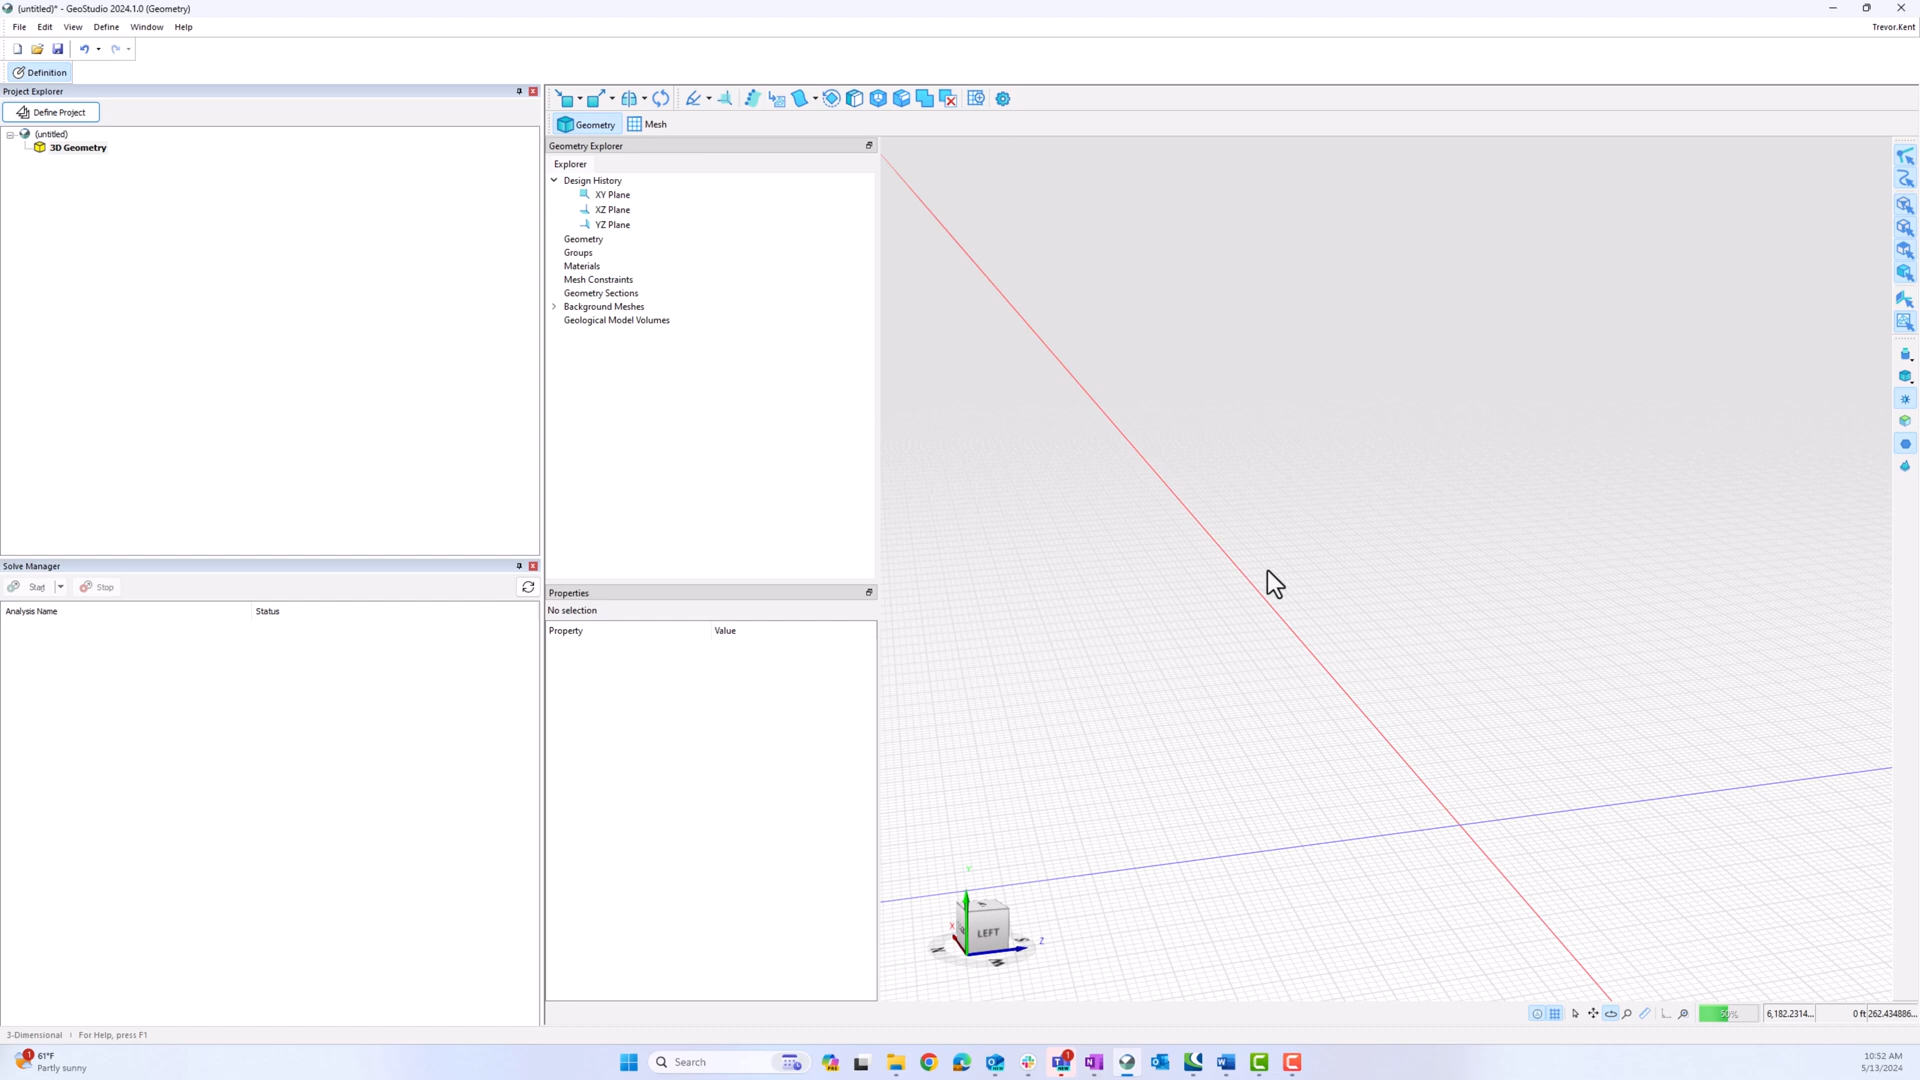 (untitled)* - GeoStudio 2024.1.0 (Geometry)
File Edit View Define Window Help
Trevor.Kent
Definition
Project Explorer
Define Project
(untitled)
3D Geometry
Geometry Mesh
Geometry Explorer
Explorer
Design History
XY Plane
XZ Plane
YZ Plane
Geometry
Groups
Materials
Mesh Constraints
Geometry Sections
Background Meshes
Geological Model Volumes
Solve Manager
Start Stop
Analysis Name Status
Properties
No selection
Property Value
Y
X
LEFT
Z
50%
6,182.2314... 0 ft 262.434886...
3-Dimensional For Help, press F1
1
61°F
Partly sunny
Search
1
10:52 AM
5/13/2024